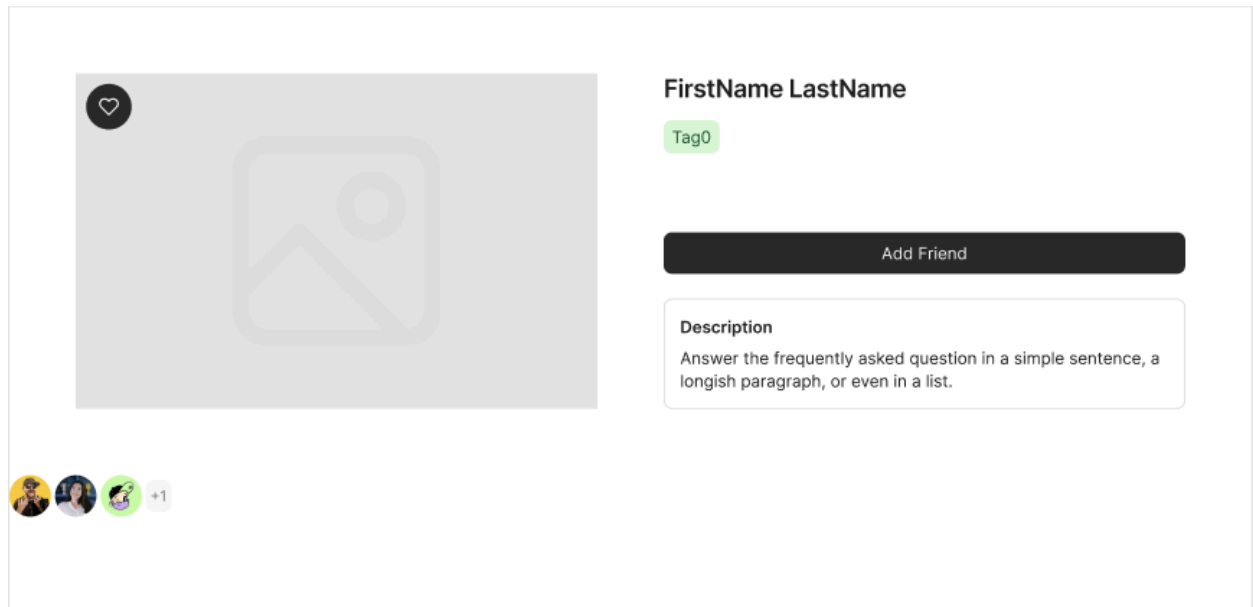 FirstName LastName
Tag0
Add Friend
Description
Answer the frequently asked question in a simple sentence, a
longish paragraph, or even in a list.
+1